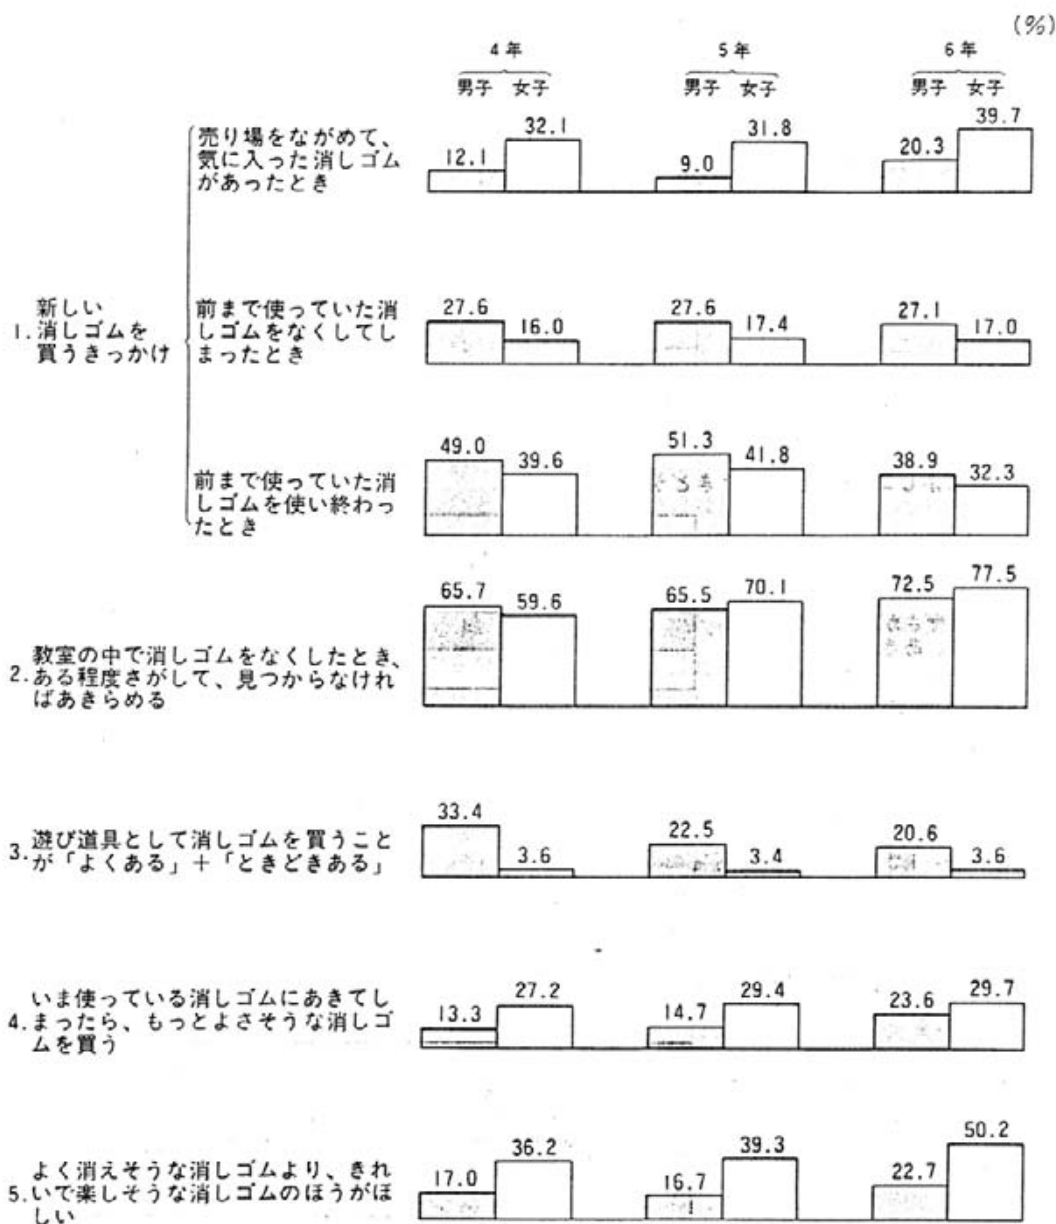 (%)
4年 5年 6年
男子 女子 男子 女子 男子 女子
1. 新しい
消しゴムを
買うきっかけ
売り場をながめて、
気に入った消しゴム
があったとき
12.1 32.1 9.0 31.8 20.3 39.7
前まで使っていた消
しゴムをなくしてし
まったとき
27.6 16.0 27.6 17.4 27.1 17.0
前まで使っていた消
しゴムを使い終わっ
たとき
49.0 39.6 51.3 41.8 38.9 32.3
2. 教室の中で消しゴムをなくしたとき、
ある程度さがして、見つからなけれ
ばあきらめる
65.7 59.6 65.5 70.1 72.5 77.5
3. 遊び道具として消しゴムを買うこと
が「よくある」+「ときどきある」
33.4 3.6 22.5 3.4 20.6 3.6
4. いま使っている消しゴムにあきてし
まったら、もっとよさそうな消しゴ
ムを買う
13.3 27.2 14.7 29.4 23.6 29.7
5. よく消えそうな消しゴムより、きれ
いで楽しそうな消しゴムのほうがほ
しい
17.0 36.2 16.7 39.3 22.7 50.2